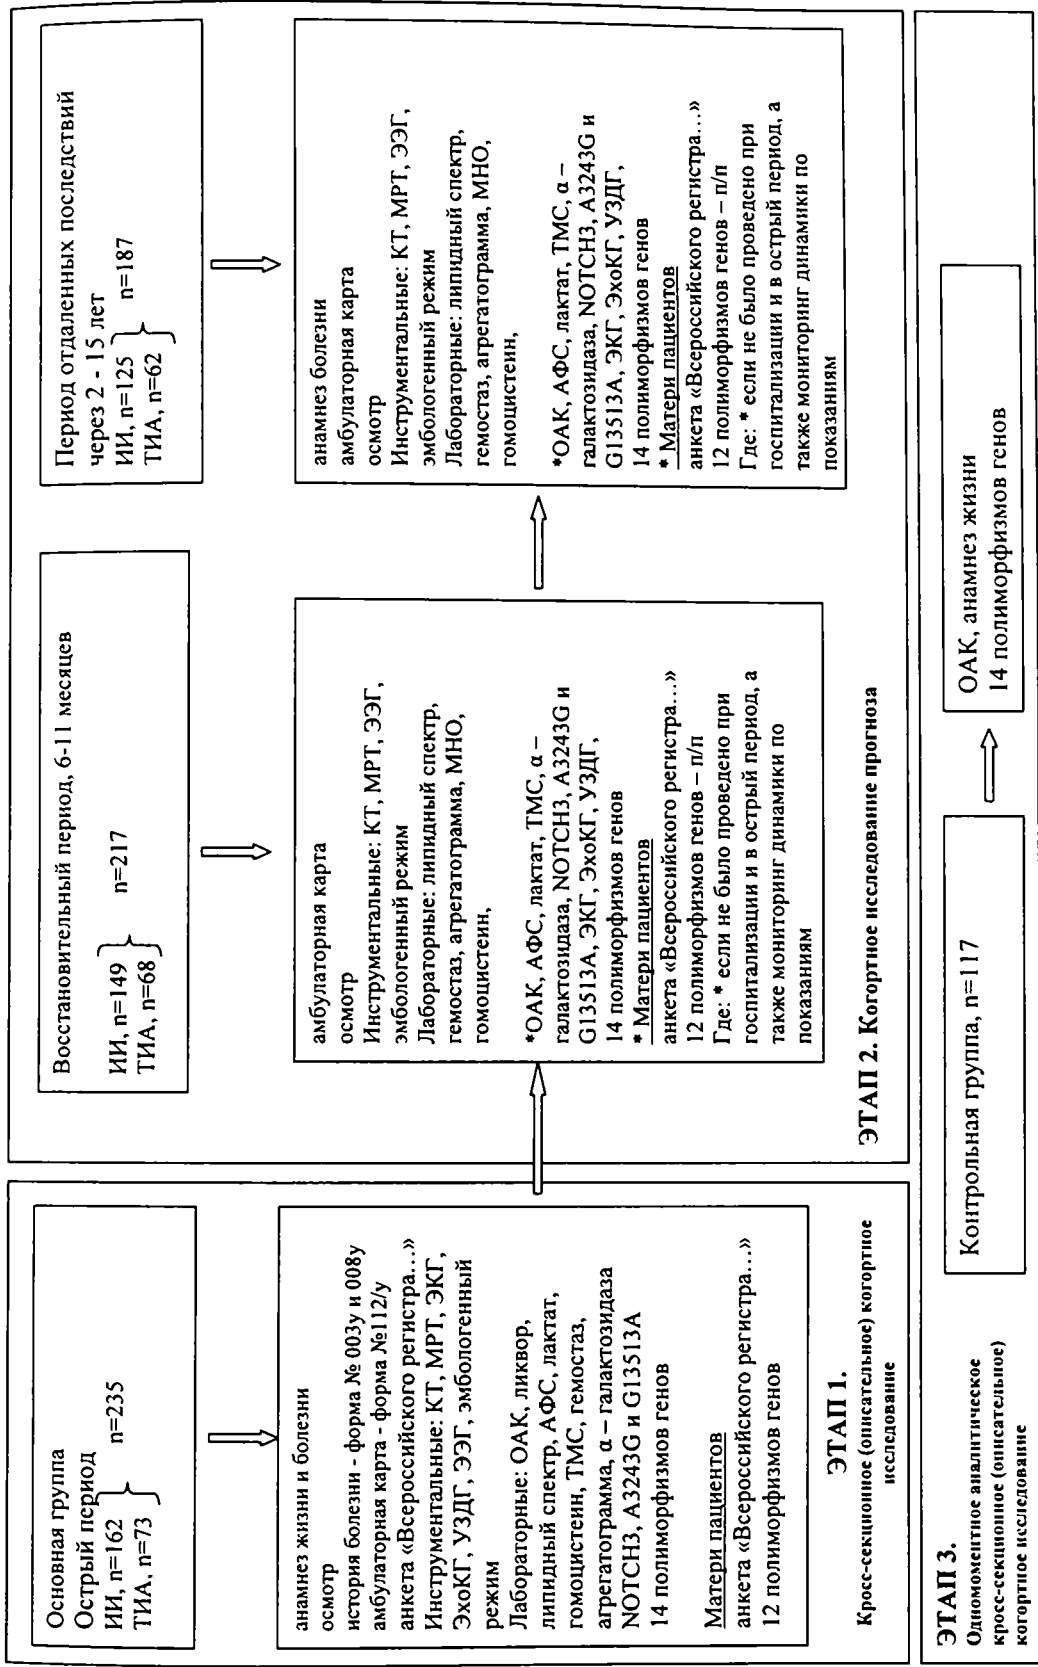 Основная группа
Острый период
ИИ, n=162
ТИА, n=73
n=235
анамнез жизни и болезни
осмотр
история болезни - форма № 003у и 008у
амбулаторная карта - форма №112/у
анкета «Всероссийского регистра…»
Инструментальные: КТ, МРТ, ЭКГ,
ЭхоКГ, УЗДГ, ЭЭГ, эмбологенный
режим
Лабораторные: ОАК, ликвор,
липидный спектр, АФС, лактат,
гомоцистеин, ТМС, гемостаз,
агрегатограмма, α – галактозидаза
NOTCH3, A3243G и G13513A
14 полиморфизмов генов
Матери пациентов
анкета «Всероссийского регистра…»
12 полиморфизмов генов
ЭТАП 1.
Кросс-секционное (описательное) когортное
исследование
Восстановительный период, 6-11 месяцев
ИИ, n=149
ТИА, n=68
n=217
амбулаторная карта
осмотр
Инструментальные: КТ, МРТ, ЭЭГ,
эмбологенный режим
Лабораторные: липидный спектр,
гемостаз, агрегатограмма, МНО,
гомоцистеин,
*ОАК, АФС, лактат, ТМС, α –
галактозидаза, NOTCH3, A3243G и
G13513A, ЭКГ, ЭхоКГ, УЗДГ,
14 полиморфизмов генов
* Матери пациентов
анкета «Всероссийского регистра…»
12 полиморфизмов генов – п/п
Где: * если не было проведено при
госпитализации и в острый период, а
также мониторинг динамики по
показаниям
Период отдаленных последствий
через 2 - 15 лет
ИИ, n=125
ТИА, n=62
n=187
анамнез болезни
амбулаторная карта
осмотр
Инструментальные: КТ, МРТ, ЭЭГ,
эмбологенный режим
Лабораторные: липидный спектр,
гемостаз, агрегатограмма, МНО,
гомоцистеин,
*ОАК, АФС, лактат, ТМС, α –
галактозидаза, NOTCH3, A3243G и
G13513A, ЭКГ, ЭхоКГ, УЗДГ,
14 полиморфизмов генов
* Матери пациентов
анкета «Всероссийского регистра…»
12 полиморфизмов генов – п/п
Где: * если не было проведено при
госпитализации и в острый период, а
также мониторинг динамики по
показаниям
ЭТАП 2. Когортное исследование прогноза
ЭТАП 3.
Одномоментное аналитическое
кросс-секционное (описательное)
когортное исследование
Контрольная группа, n=117
ОАК, анамнез жизни
14 полиморфизмов генов